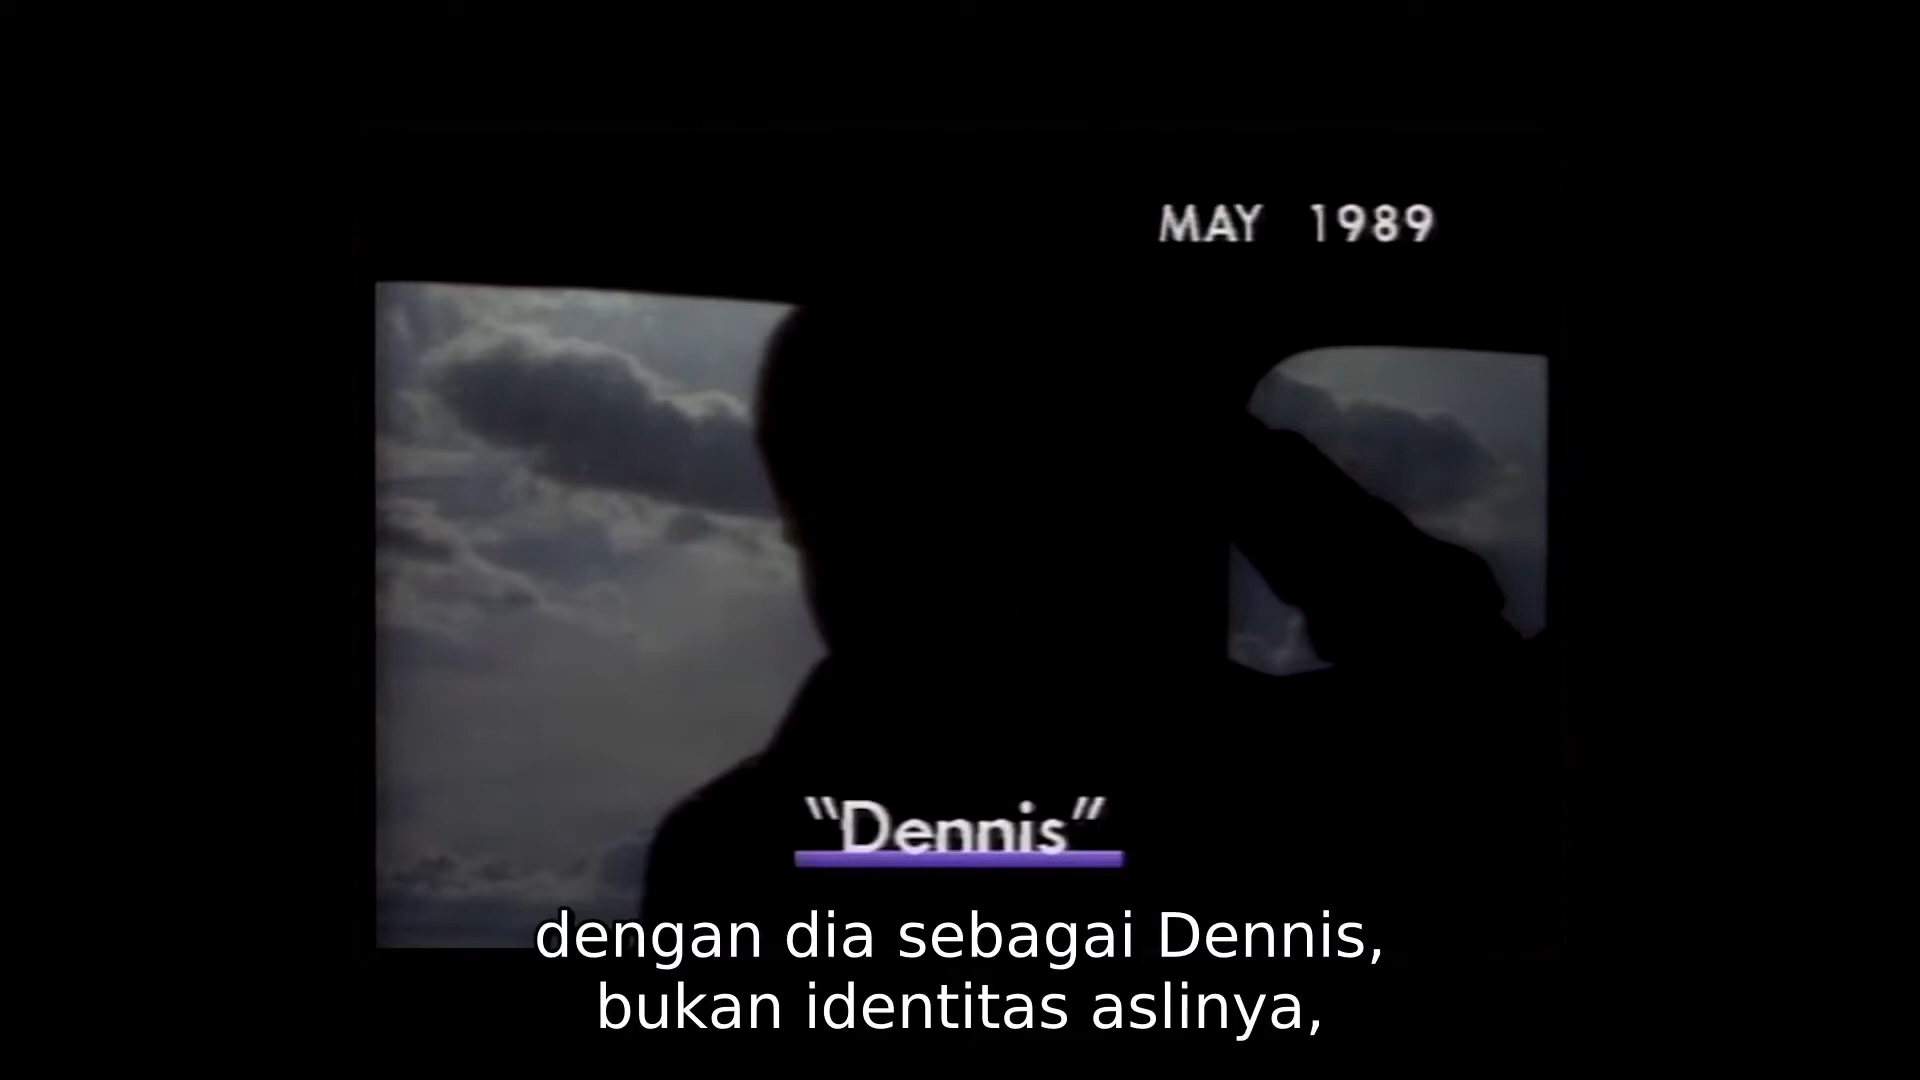 MAY 1989
“Dennis”
dengan dia sebagai Dennis,
bukan identitas aslinya,